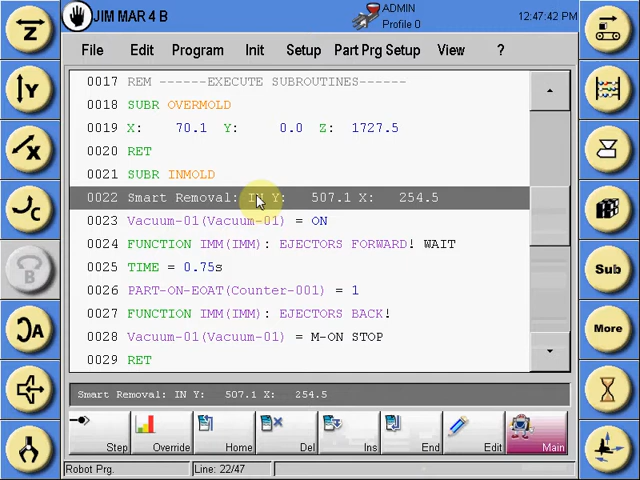 JIM MAR 4 B
ADMIN
Profile 0
12:47:42 PM
File Edit Program Init Setup Part Prg Setup View ?
0017 REM ------EXECUTE SUBROUTINES------
0018 SUBR OVERMOLD
0019 X: 70.1 Y: 0.0 Z: 1727.5
0020 RET
0021 SUBR INMOLD
0022 Smart Removal: IN Y: 507.1 X: 254.5
0023 Vacuum-01(Vacuum-01) = ON
0024 FUNCTION IMM(IMM): EJECTORS FORWARD! WAIT
0025 TIME = 0.75s
0026 PART-ON-EOAT(Counter-001) = 1
0027 FUNCTION IMM(IMM): EJECTORS BACK!
0028 Vacuum-01(Vacuum-01) = M-ON STOP
0029 RET
Smart Removal: IN Y: 507.1 X: 254.5
Step Override Home Del Ins End Edit Main
Robot Prg. Line: 22/47
Z
Y
X
C
B
CA
Sub
More